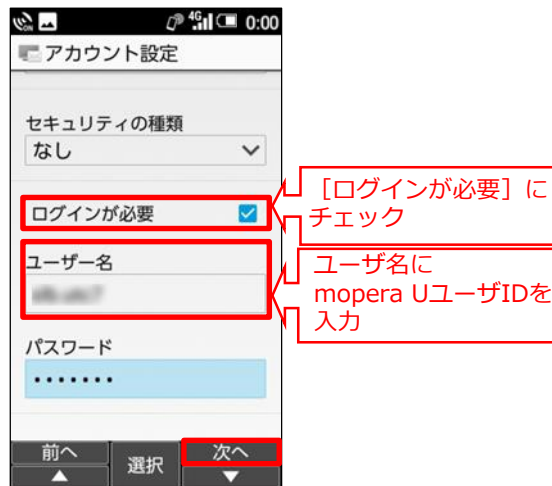 4G 0:00
アカウント設定
セキュリティの種類
なし
ログインが必要
ユーザー名
パスワード
・・・・・・・
前へ
選択
次へ
［ログインが必要］に
チェック
ユーザ名に
mopera UユーザIDを
入力